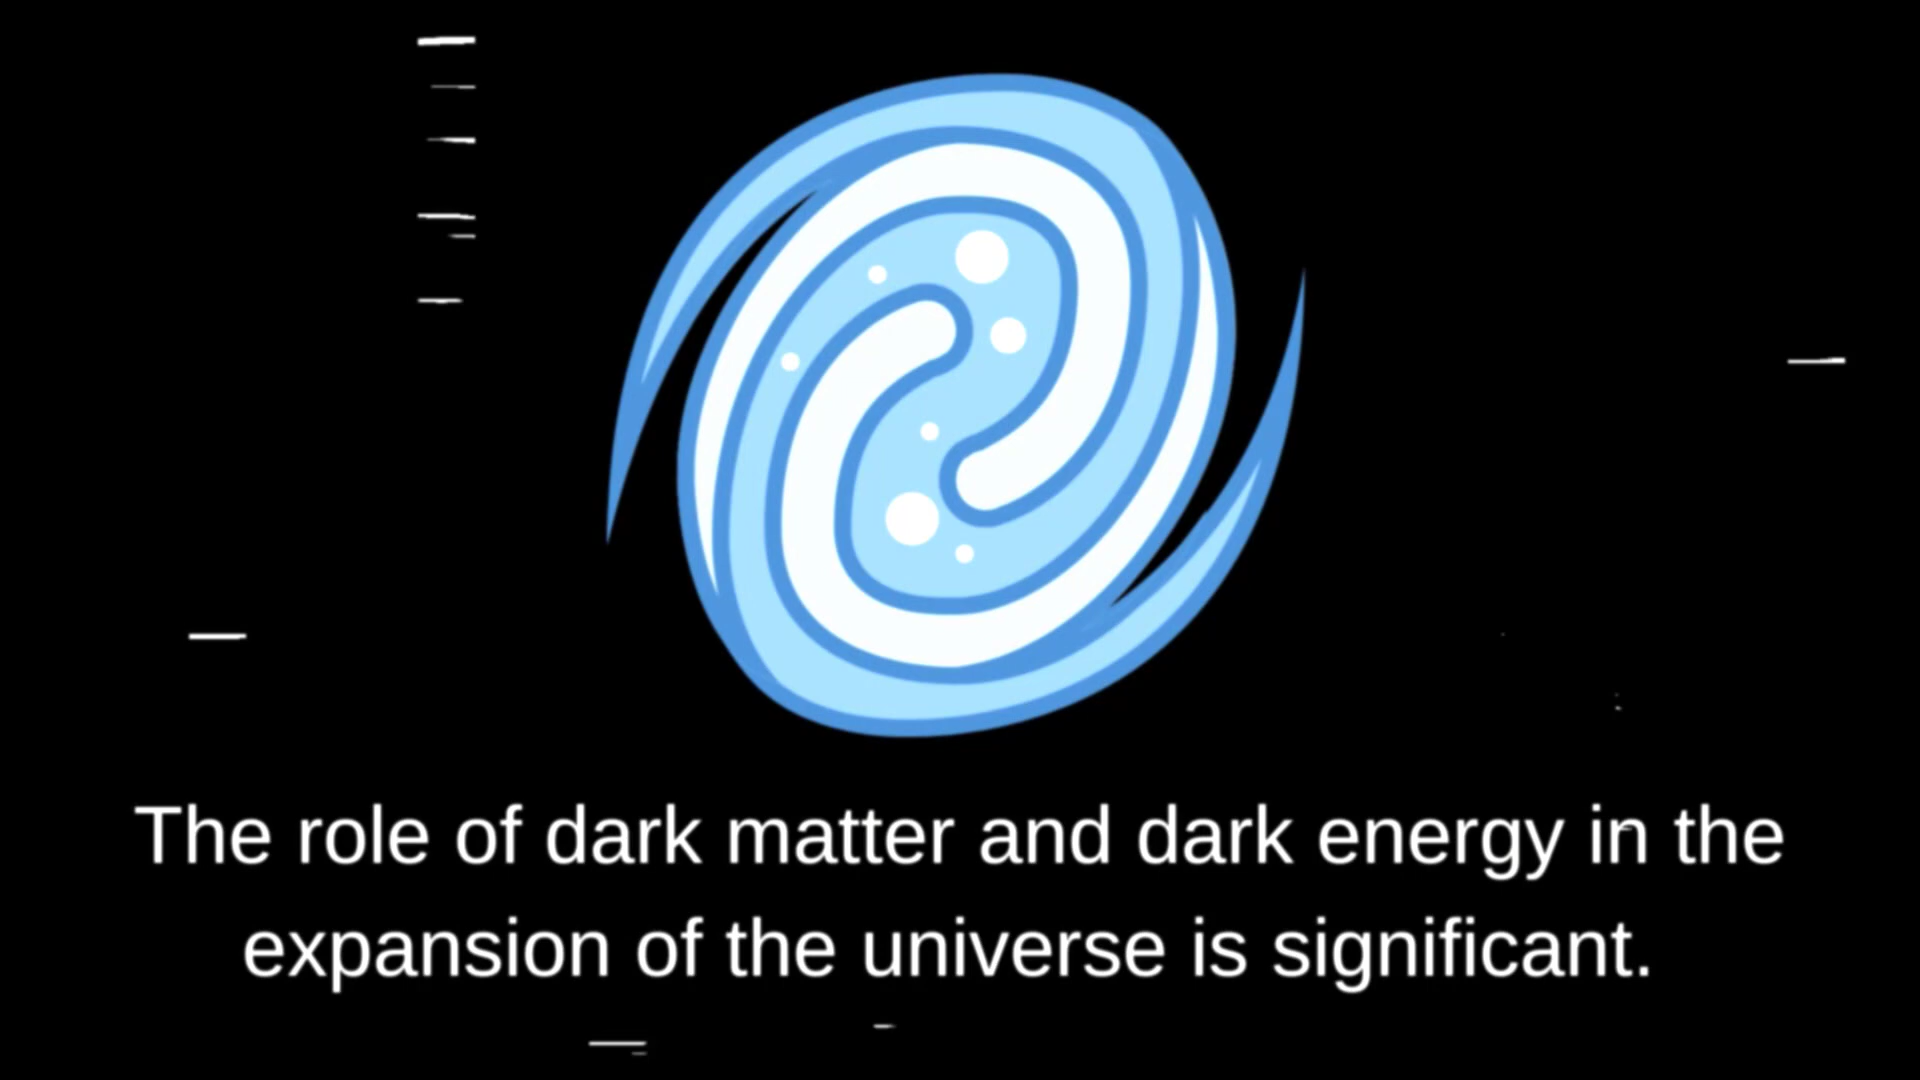 The role of dark matter and dark energy in the
expansion of the universe is significant.